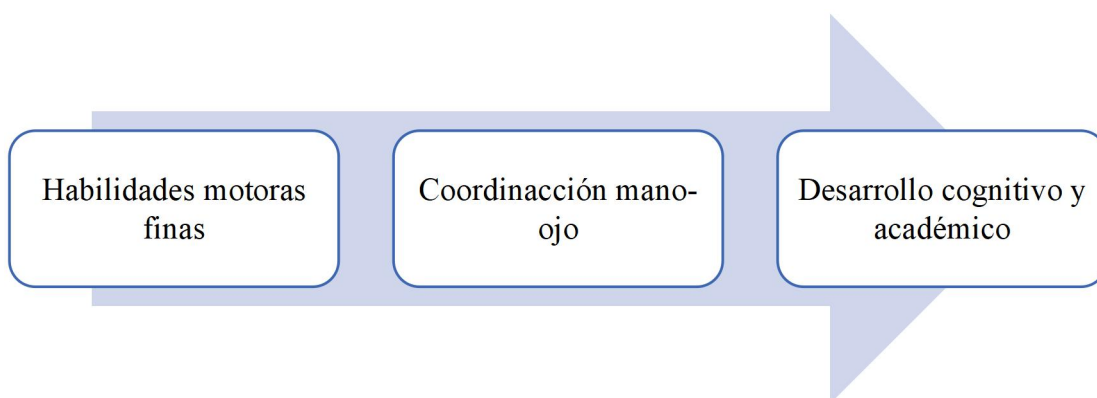 Habilidades motoras
finas
Coordinacción mano-
ojo
Desarrollo cognitivo y
académico